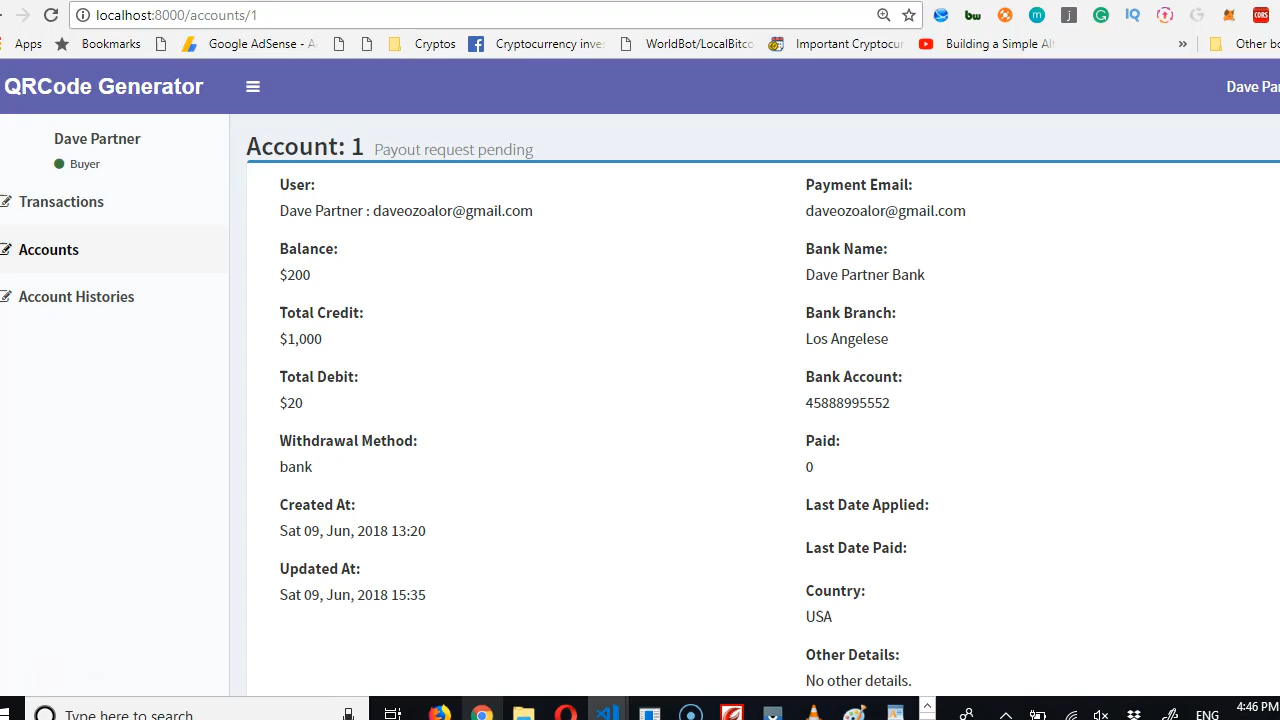 localhost:8000/accounts/1
bw
m
j
G
IQ
G
CORS
Apps
Bookmarks
Google AdSense - A
Cryptos
Cryptocurrency inve
WorldBot/LocalBitco
Important Cryptocur
Building a Simple Alt
»
Other bo
QRCode Generator
Dave Par
Dave Partner
Buyer
Transactions
Accounts
Account Histories
Account: 1 Payout request pending
User:
Dave Partner : daveozoalor@gmail.com
Balance:
$200
Total Credit:
$1,000
Total Debit:
$20
Withdrawal Method:
bank
Created At:
Sat 09, Jun, 2018 13:20
Updated At:
Sat 09, Jun, 2018 15:35
Payment Email:
daveozoalor@gmail.com
Bank Name:
Dave Partner Bank
Bank Branch:
Los Angelese
Bank Account:
45888995552
Paid:
0
Last Date Applied:
Last Date Paid:
Country:
USA
Other Details:
No other details.
Type here to search
ENG
4:46 PM